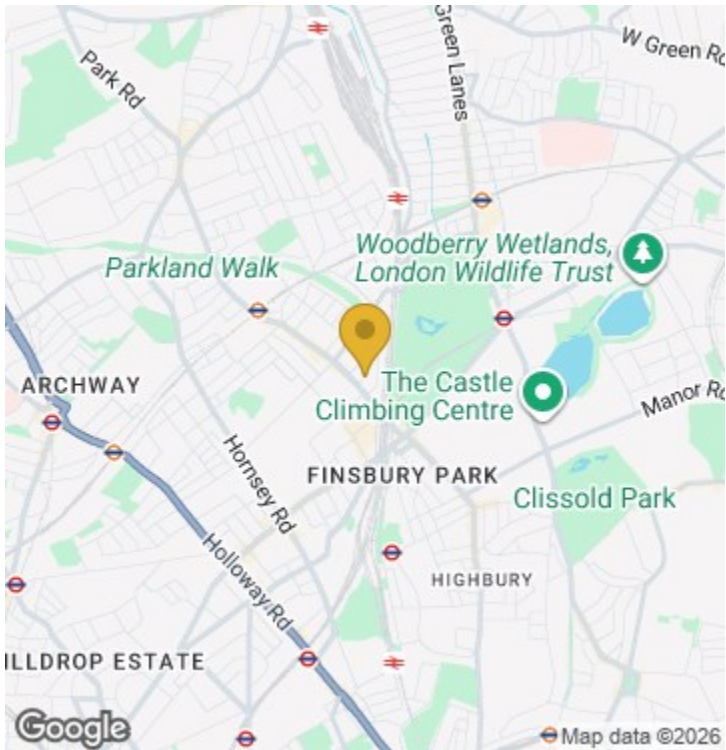 Park Rd
Green Lanes
W Green Rd
Parkland Walk
Woodberry Wetlands,
London Wildlife Trust
ARCHWAY
The Castle
Climbing Centre
Manor Rd
Hornsey Rd
FINSBURY PARK
Clissold Park
Holloway Rd
HIGHBURY
ILLDROP ESTATE
Google
Map data ©2026